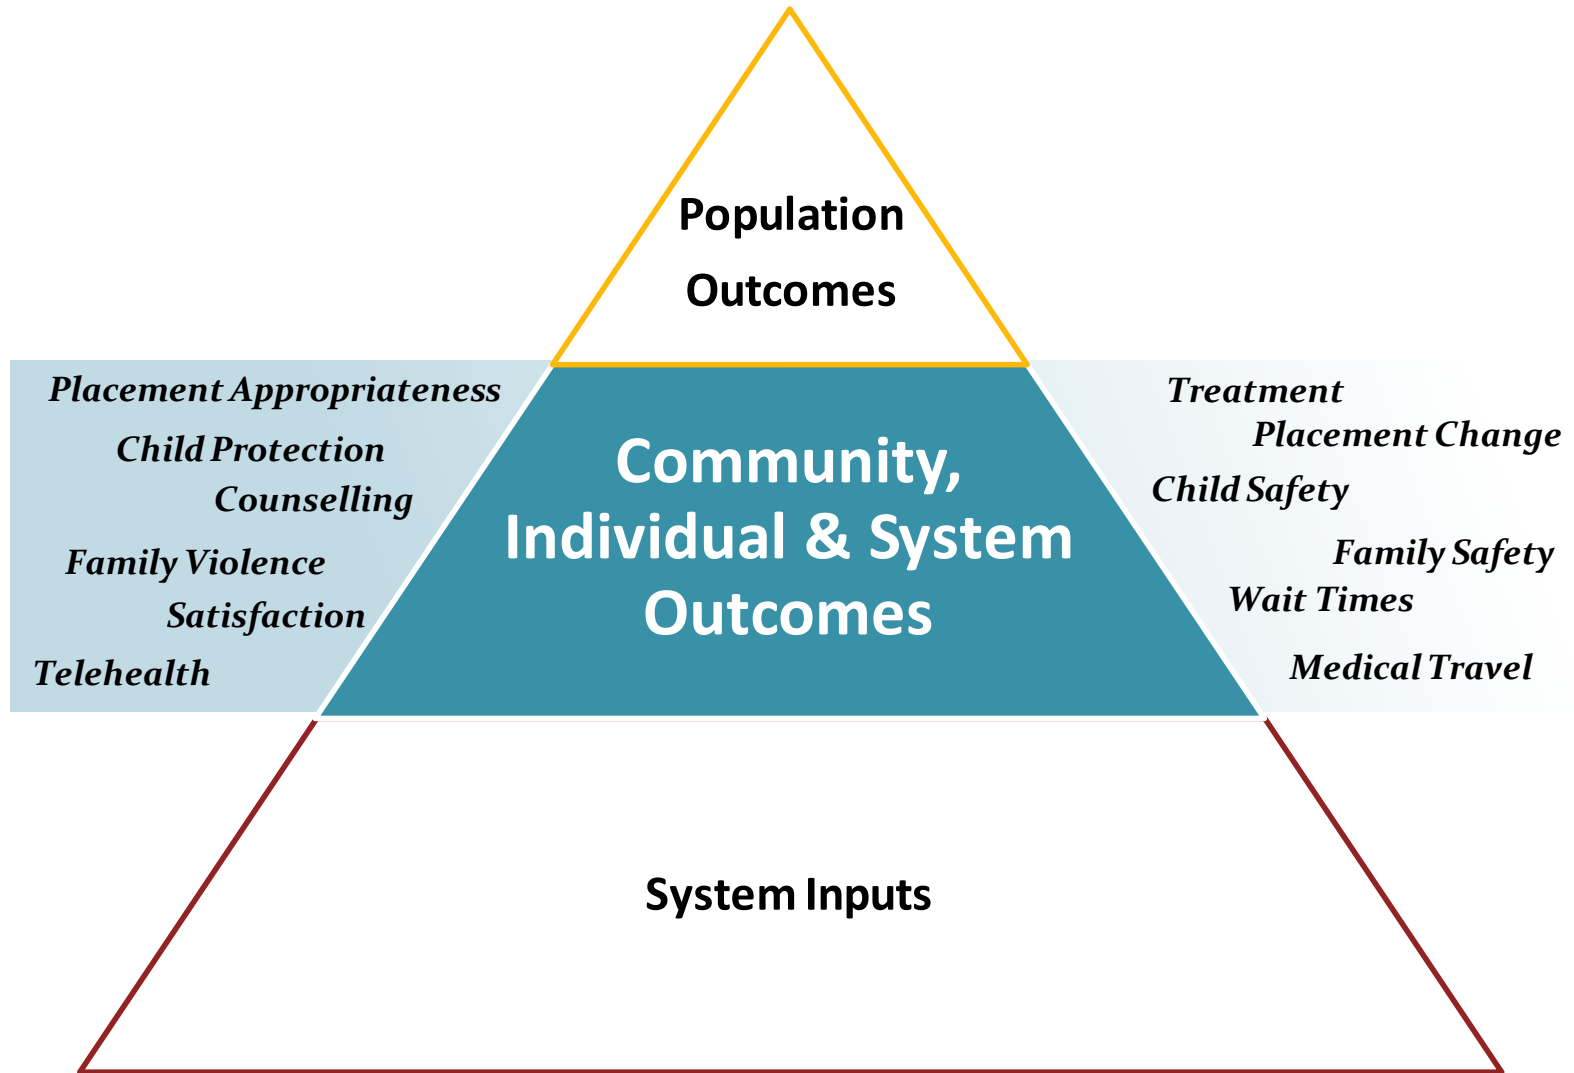 Population
Outcomes
Placement Appropriateness
Child Protection
Counselling
Family Violence
Satisfaction
Telehealth
Community,
Individual & System
Outcomes
Treatment
Placement Change
Child Safety
Family Safety
Wait Times
Medical Travel
System Inputs